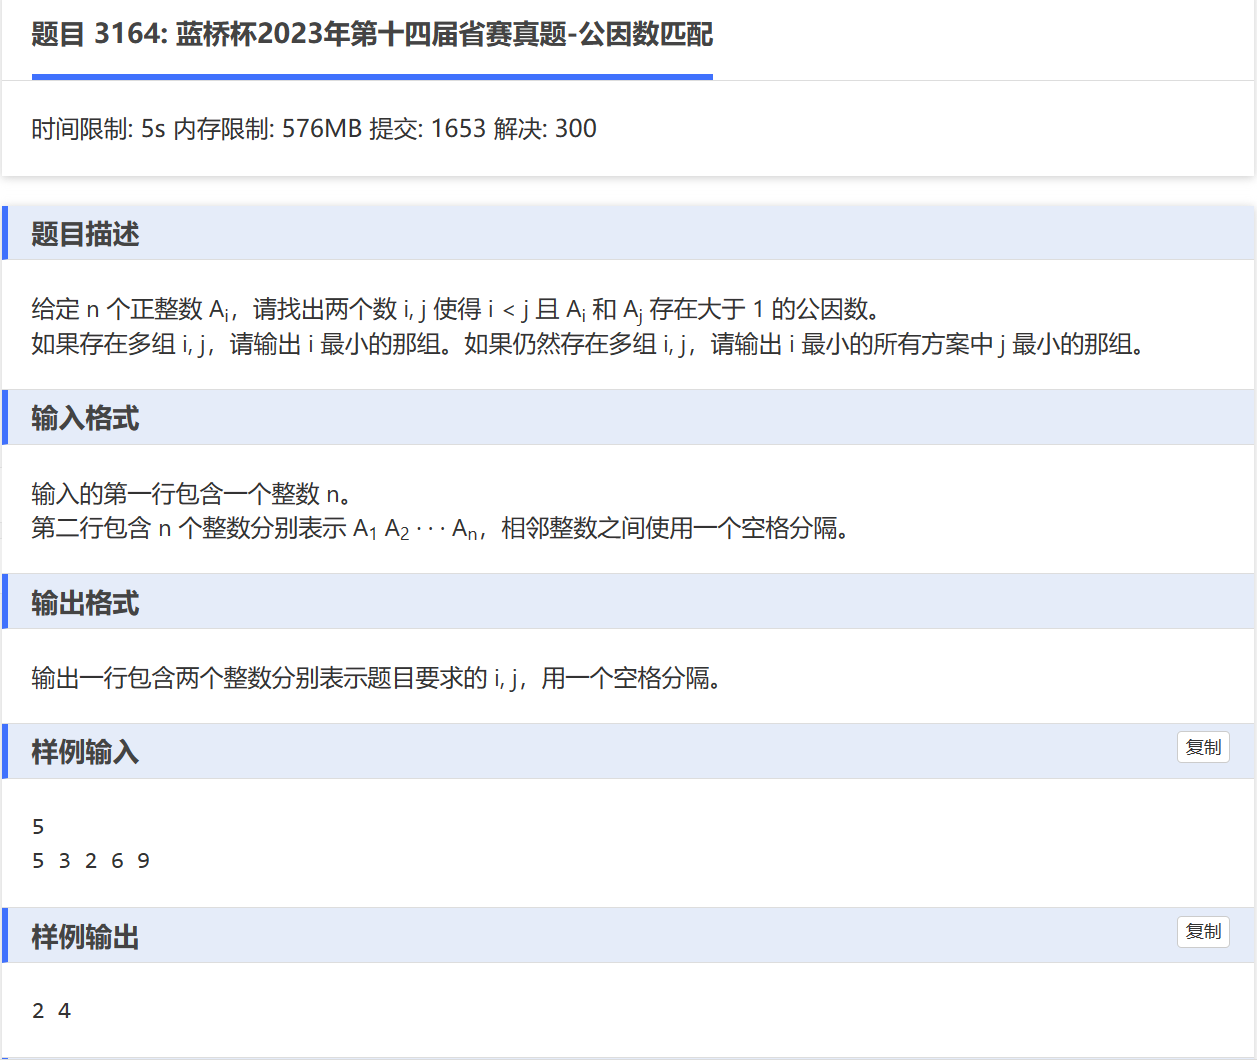 题目 3164: 蓝桥杯2023年第十四届省赛真题-公因数匹配
时间限制: 5s 内存限制: 576MB 提交: 1653 解决: 300
题目描述
给定 n 个正整数 Ai，请找出两个数 i, j 使得 i < j 且 Ai 和 Aj 存在大于 1 的公因数。
如果存在多组 i, j，请输出 i 最小的那组。如果仍然存在多组 i, j，请输出 i 最小的所有方案中 j 最小的那组。
输入格式
输入的第一行包含一个整数 n。
第二行包含 n 个整数分别表示 A1 A2 · · · An，相邻整数之间使用一个空格分隔。
输出格式
输出一行包含两个整数分别表示题目要求的 i, j，用一个空格分隔。
样例输入
复制
5
5 3 2 6 9
样例输出
复制
2 4